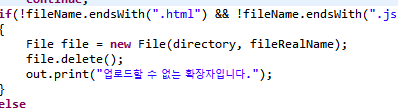 continue;
if(!fileName.endsWith(".html") && !fileName.endsWith(".js
{
File file = new File(directory, fileRealName);
file.delete();
out.print("업로드할 수 없는 확장자입니다.");
}
else